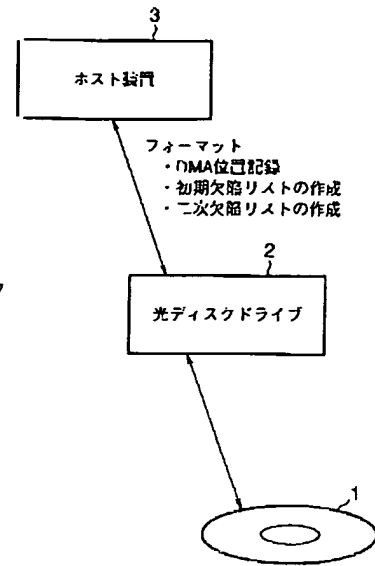 3
ホスト装置
フォーマット
・DMA位置記録
・初期欠陥リストの作成
・二次欠陥リストの作成
2
光ディスクドライブ
1